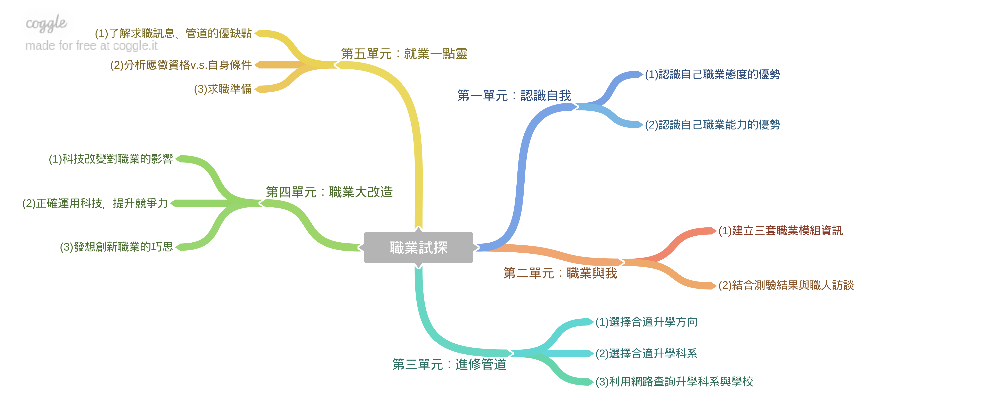 coggle
made for free at coggle.it
職業試探
第一單元：認識自我
(1)認識自己職業態度的優勢
(2)認識自己職業能力的優勢
第二單元：職業與我
(1)建立三套職業模組資訊
(2)結合測驗結果與職人訪談
第三單元：進修管道
(1)選擇合適升學方向
(2)選擇合適升學科系
(3)利用網路查詢升學科系與學校
第四單元：職業大改造
(1)科技改變對職業的影響
(2)正確運用科技，提升競爭力
(3)發想創新職業的巧思
第五單元：就業一點靈
(1)了解求職訊息、管道的優缺點
(2)分析應徵資格v.s.自身條件
(3)求職準備